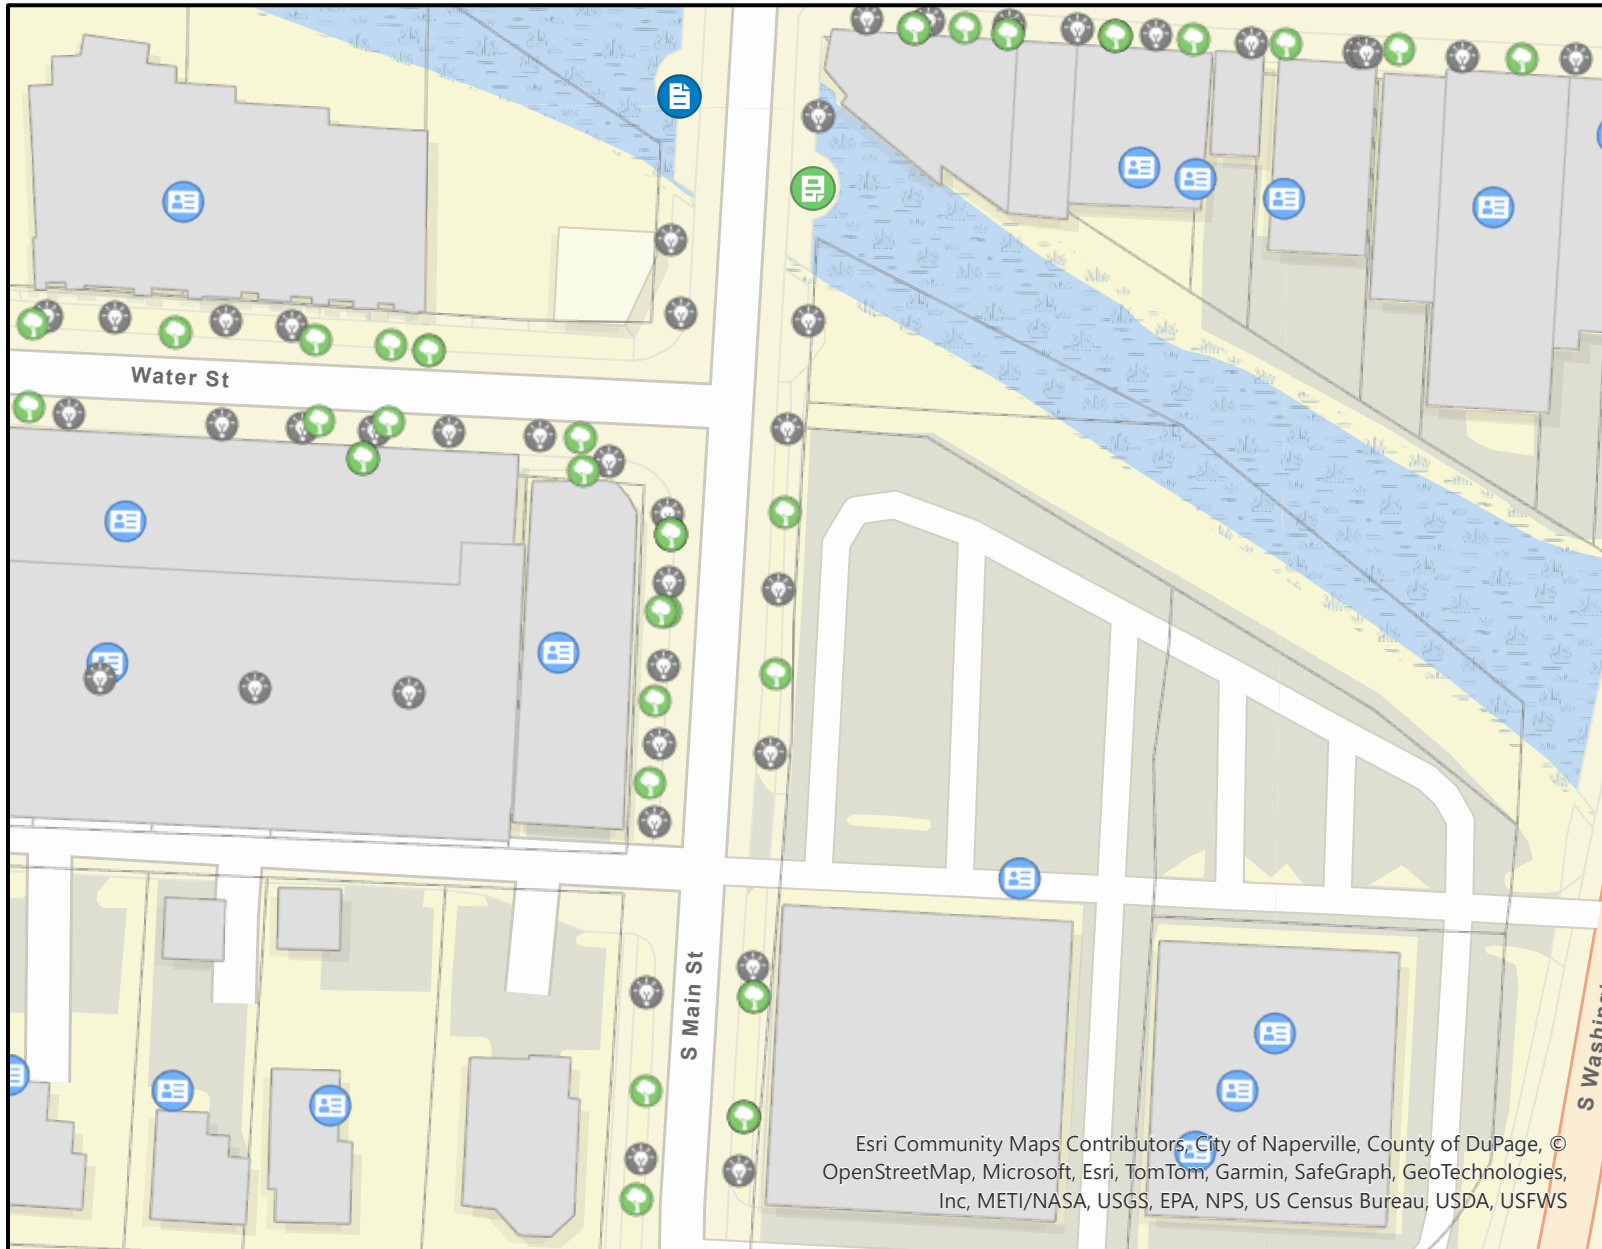 Water St
S Main St
Esri Community Maps Contributors, City of Naperville, County of DuPage, ©
OpenStreetMap, Microsoft, Esri, TomTom, Garmin, SafeGraph, GeoTechnologies,
Inc, METI/NASA, USGS, EPA, NPS, US Census Bureau, USDA, USFWS